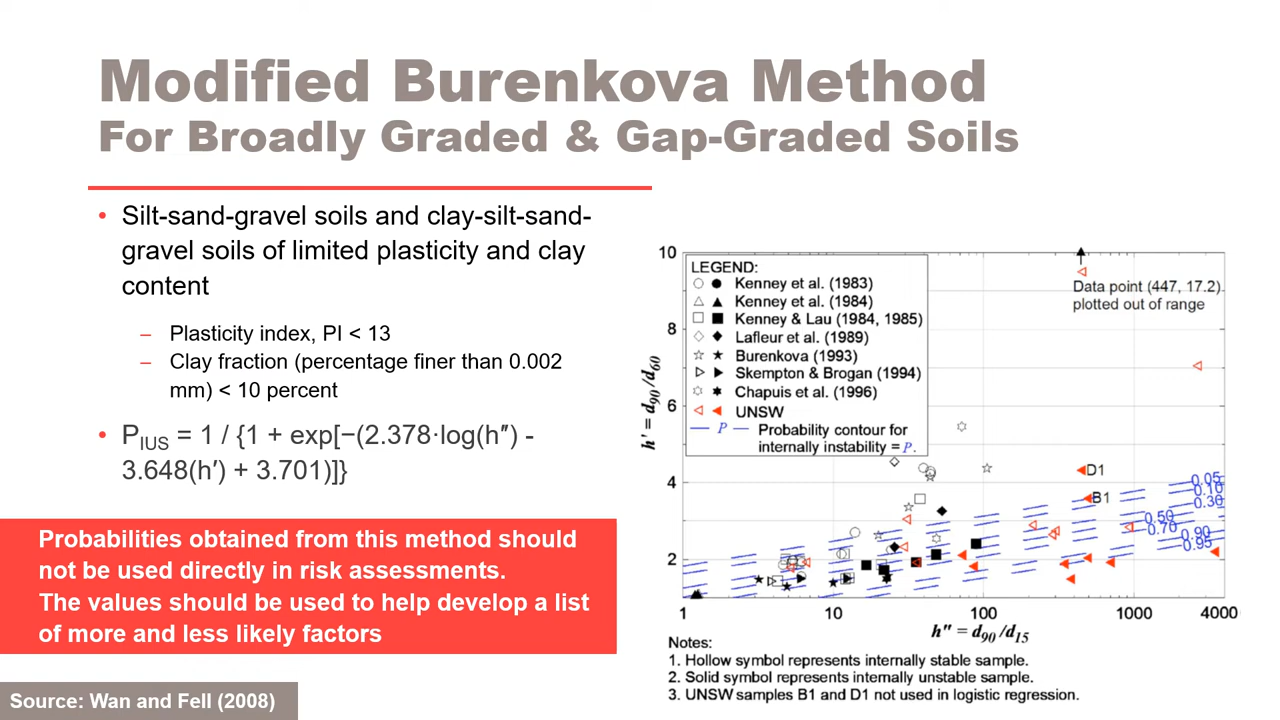 Modified Burenkova Method
For Broadly Graded & Gap-Graded Soils
• Silt-sand-gravel soils and clay-silt-sand-
gravel soils of limited plasticity and clay
content
– Plasticity index, PI < 13
– Clay fraction (percentage finer than 0.002
mm) < 10 percent
• PIUS = 1 / {1 + exp[−(2.378·log(h″) -
3.648(h′) + 3.701)]}
Probabilities obtained from this method should
not be used directly in risk assessments.
The values should be used to help develop a list
of more and less likely factors
Source: Wan and Fell (2008)
h' = d90/d60
10
8
6
4
2
LEGEND:
Kenney et al. (1983)
Kenney et al. (1984)
Kenney & Lau (1984, 1985)
Lafleur et al. (1989)
Burenkova (1993)
Skempton & Brogan (1994)
Chapuis et al. (1996)
UNSW
— P — Probability contour for
internally instability = P.
Data point (447, 17.2)
plotted out of range
D1
B1
0.05
0.10
0.30
0.50
0.70
0.90
0.95
1 10 100 1000 4000
h″ = d90/d15
Notes:
1. Hollow symbol represents internally stable sample.
2. Solid symbol represents internally unstable sample.
3. UNSW samples B1 and D1 not used in logistic regression.